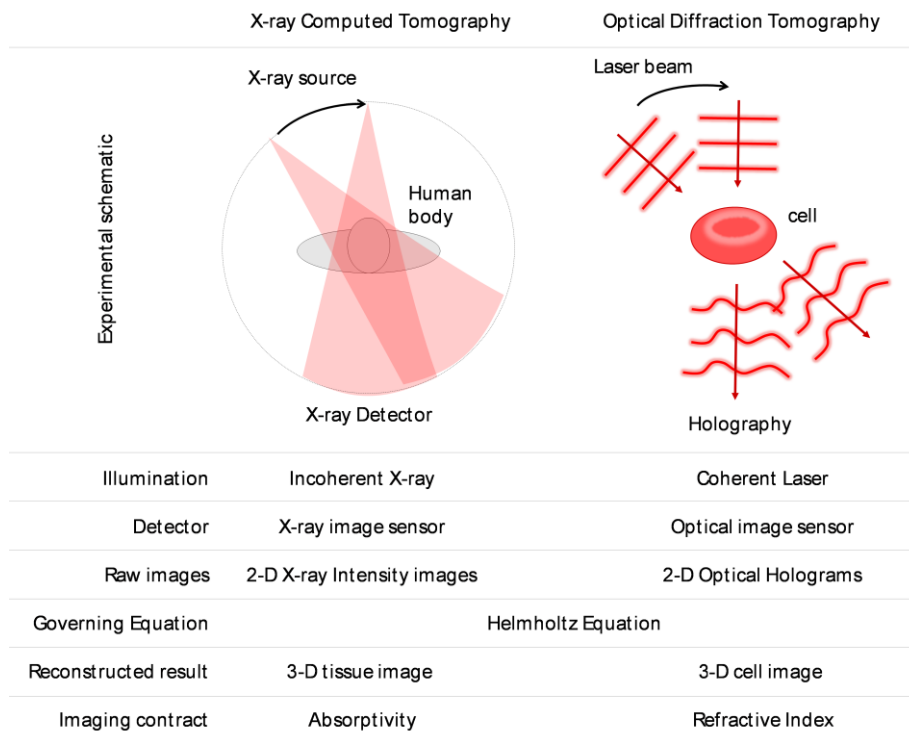 X-ray Computed Tomography
Optical Diffraction Tomography
Experimental schematic
X-ray source
Human
body
X-ray Detector
Laser beam
cell
Holography
Illumination Incoherent X-ray Coherent Laser
Detector X-ray image sensor Optical image sensor
Raw images 2-D X-ray Intensity images 2-D Optical Holograms
Governing Equation Helmholtz Equation
Reconstructed result 3-D tissue image 3-D cell image
Imaging contract Absorptivity Refractive Index